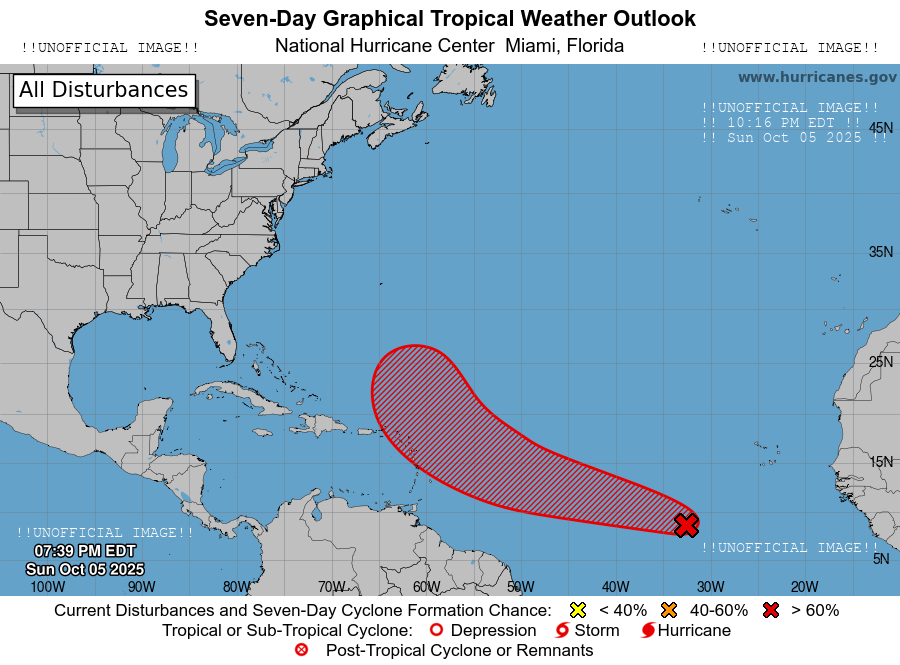 Seven-Day Graphical Tropical Weather Outlook
!!UNOFFICIAL IMAGE!! National Hurricane Center Miami, Florida !!UNOFFICIAL IMAGE!!
All Disturbances
www.hurricanes.gov
!!UNOFFICIAL IMAGE!!
!! 10:16 PM EDT !!
!! Sun Oct 05 2025 !!
45N
35N
25N
15N
!!UNOFFICIAL IMAGE!!
07:39 PM EDT
Sun Oct 05 2025
!!UNOFFICIAL IMAGE!!
5N
100W 90W 80W 70W 60W 50W 40W 30W 20W
Current Disturbances and Seven-Day Cyclone Formation Chance: < 40% 40-60% > 60%
Tropical or Sub-Tropical Cyclone: Depression Storm Hurricane
Post-Tropical Cyclone or Remnants